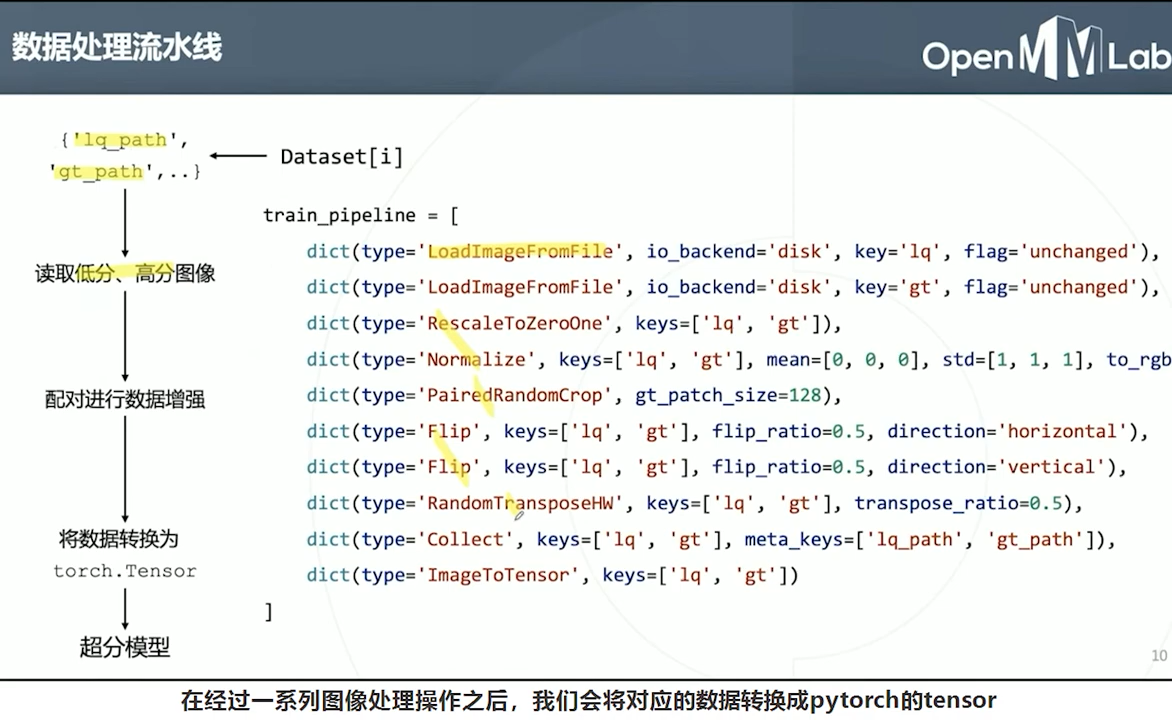 数据处理流水线
OpenMMLab
{'lq_path',
'gt_path',..}
Dataset[i]
读取低分、高分图像
配对进行数据增强
将数据转换为
torch.Tensor
超分模型
train_pipeline = [
dict(type='LoadImageFromFile', io_backend='disk', key='lq', flag='unchanged'),
dict(type='LoadImageFromFile', io_backend='disk', key='gt', flag='unchanged'),
dict(type='RescaleToZeroOne', keys=['lq', 'gt']),
dict(type='Normalize', keys=['lq', 'gt'], mean=[0, 0, 0], std=[1, 1, 1], to_rgb
dict(type='PairedRandomCrop', gt_patch_size=128),
dict(type='Flip', keys=['lq', 'gt'], flip_ratio=0.5, direction='horizontal'),
dict(type='Flip', keys=['lq', 'gt'], flip_ratio=0.5, direction='vertical'),
dict(type='RandomTransposeHW', keys=['lq', 'gt'], transpose_ratio=0.5),
dict(type='Collect', keys=['lq', 'gt'], meta_keys=['lq_path', 'gt_path']),
dict(type='ImageToTensor', keys=['lq', 'gt'])
]
10
在经过一系列图像处理操作之后，我们会将对应的数据转换成pytorch的tensor